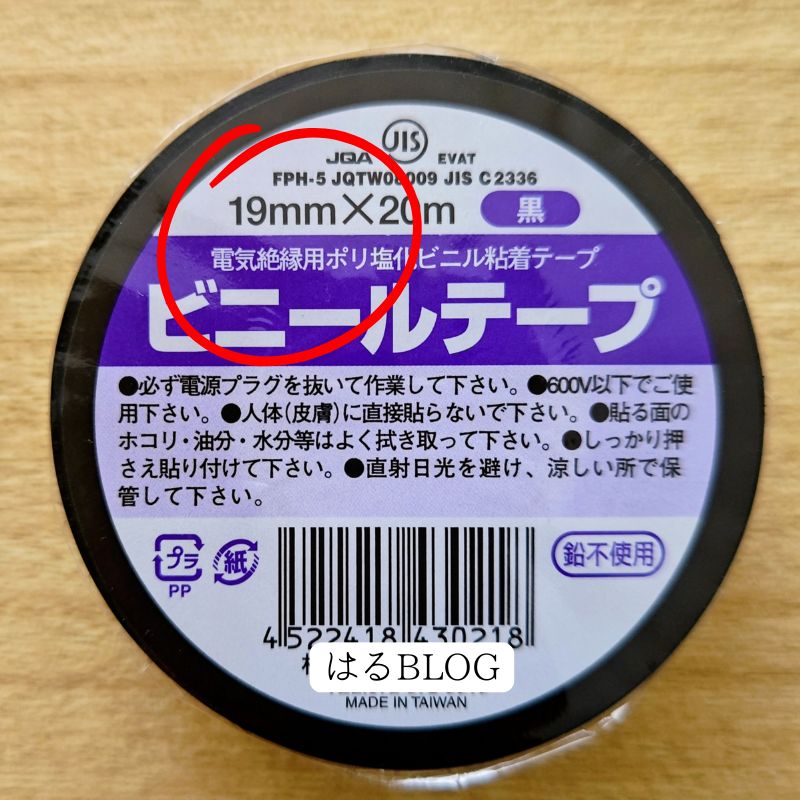 JIS
JQA EVAT
FPH-5 JQTW08009 JIS C 2336
19mm×20m 黒
電気絶縁用ポリ塩化ビニル粘着テープ
ビニールテープ
●必ず電源プラグを抜いて作業して下さい。●600V以下でご使
用下さい。●人体(皮膚)に直接貼らないで下さい。●貼る面の
ホコリ・油分・水分等はよく拭き取って下さい。●しっかり押
さえ貼り付けて下さい。●直射日光を避け、涼しい所で保
管して下さい。
プラ 紙 鉛不使用
PP
4 522418 430218
はるBLOG
MADE IN TAIWAN